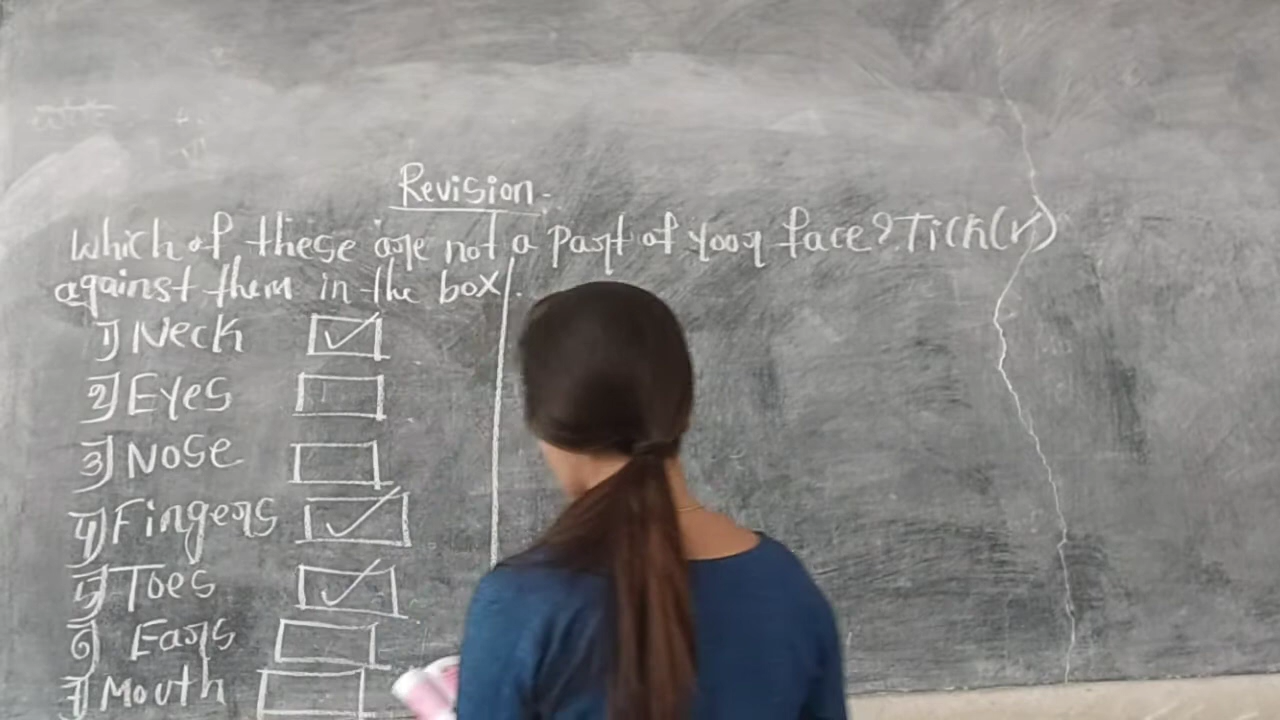 Revision.
Which of these are not a part of your face? Tick(✓)
against them in the box.
1) Neck ✓
2) Eyes
3) Nose
4) Fingers ✓
5) Toes ✓
6) Ears
7) Mouth